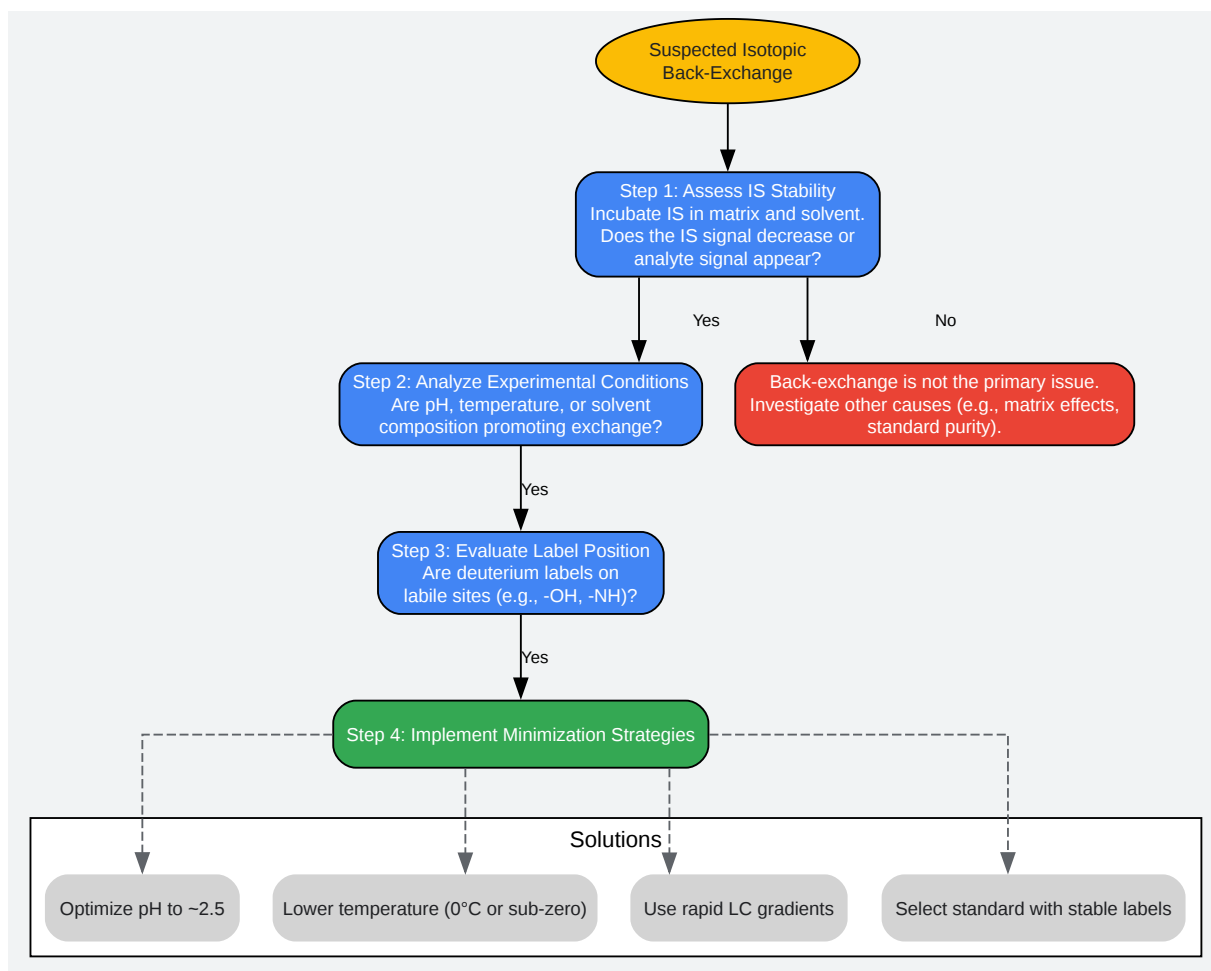 Suspected Isotopic
Back-Exchange
Step 1: Assess IS Stability
Incubate IS in matrix and solvent.
Does the IS signal decrease or
analyte signal appear?
Yes
No
Step 2: Analyze Experimental Conditions
Are pH, temperature, or solvent
composition promoting exchange?
Back-exchange is not the primary issue.
Investigate other causes (e.g., matrix effects,
standard purity).
Yes
Step 3: Evaluate Label Position
Are deuterium labels on
labile sites (e.g., -OH, -NH)?
Yes
Step 4: Implement Minimization Strategies
Solutions
Optimize pH to ~2.5
Lower temperature (0°C or sub-zero)
Use rapid LC gradients
Select standard with stable labels